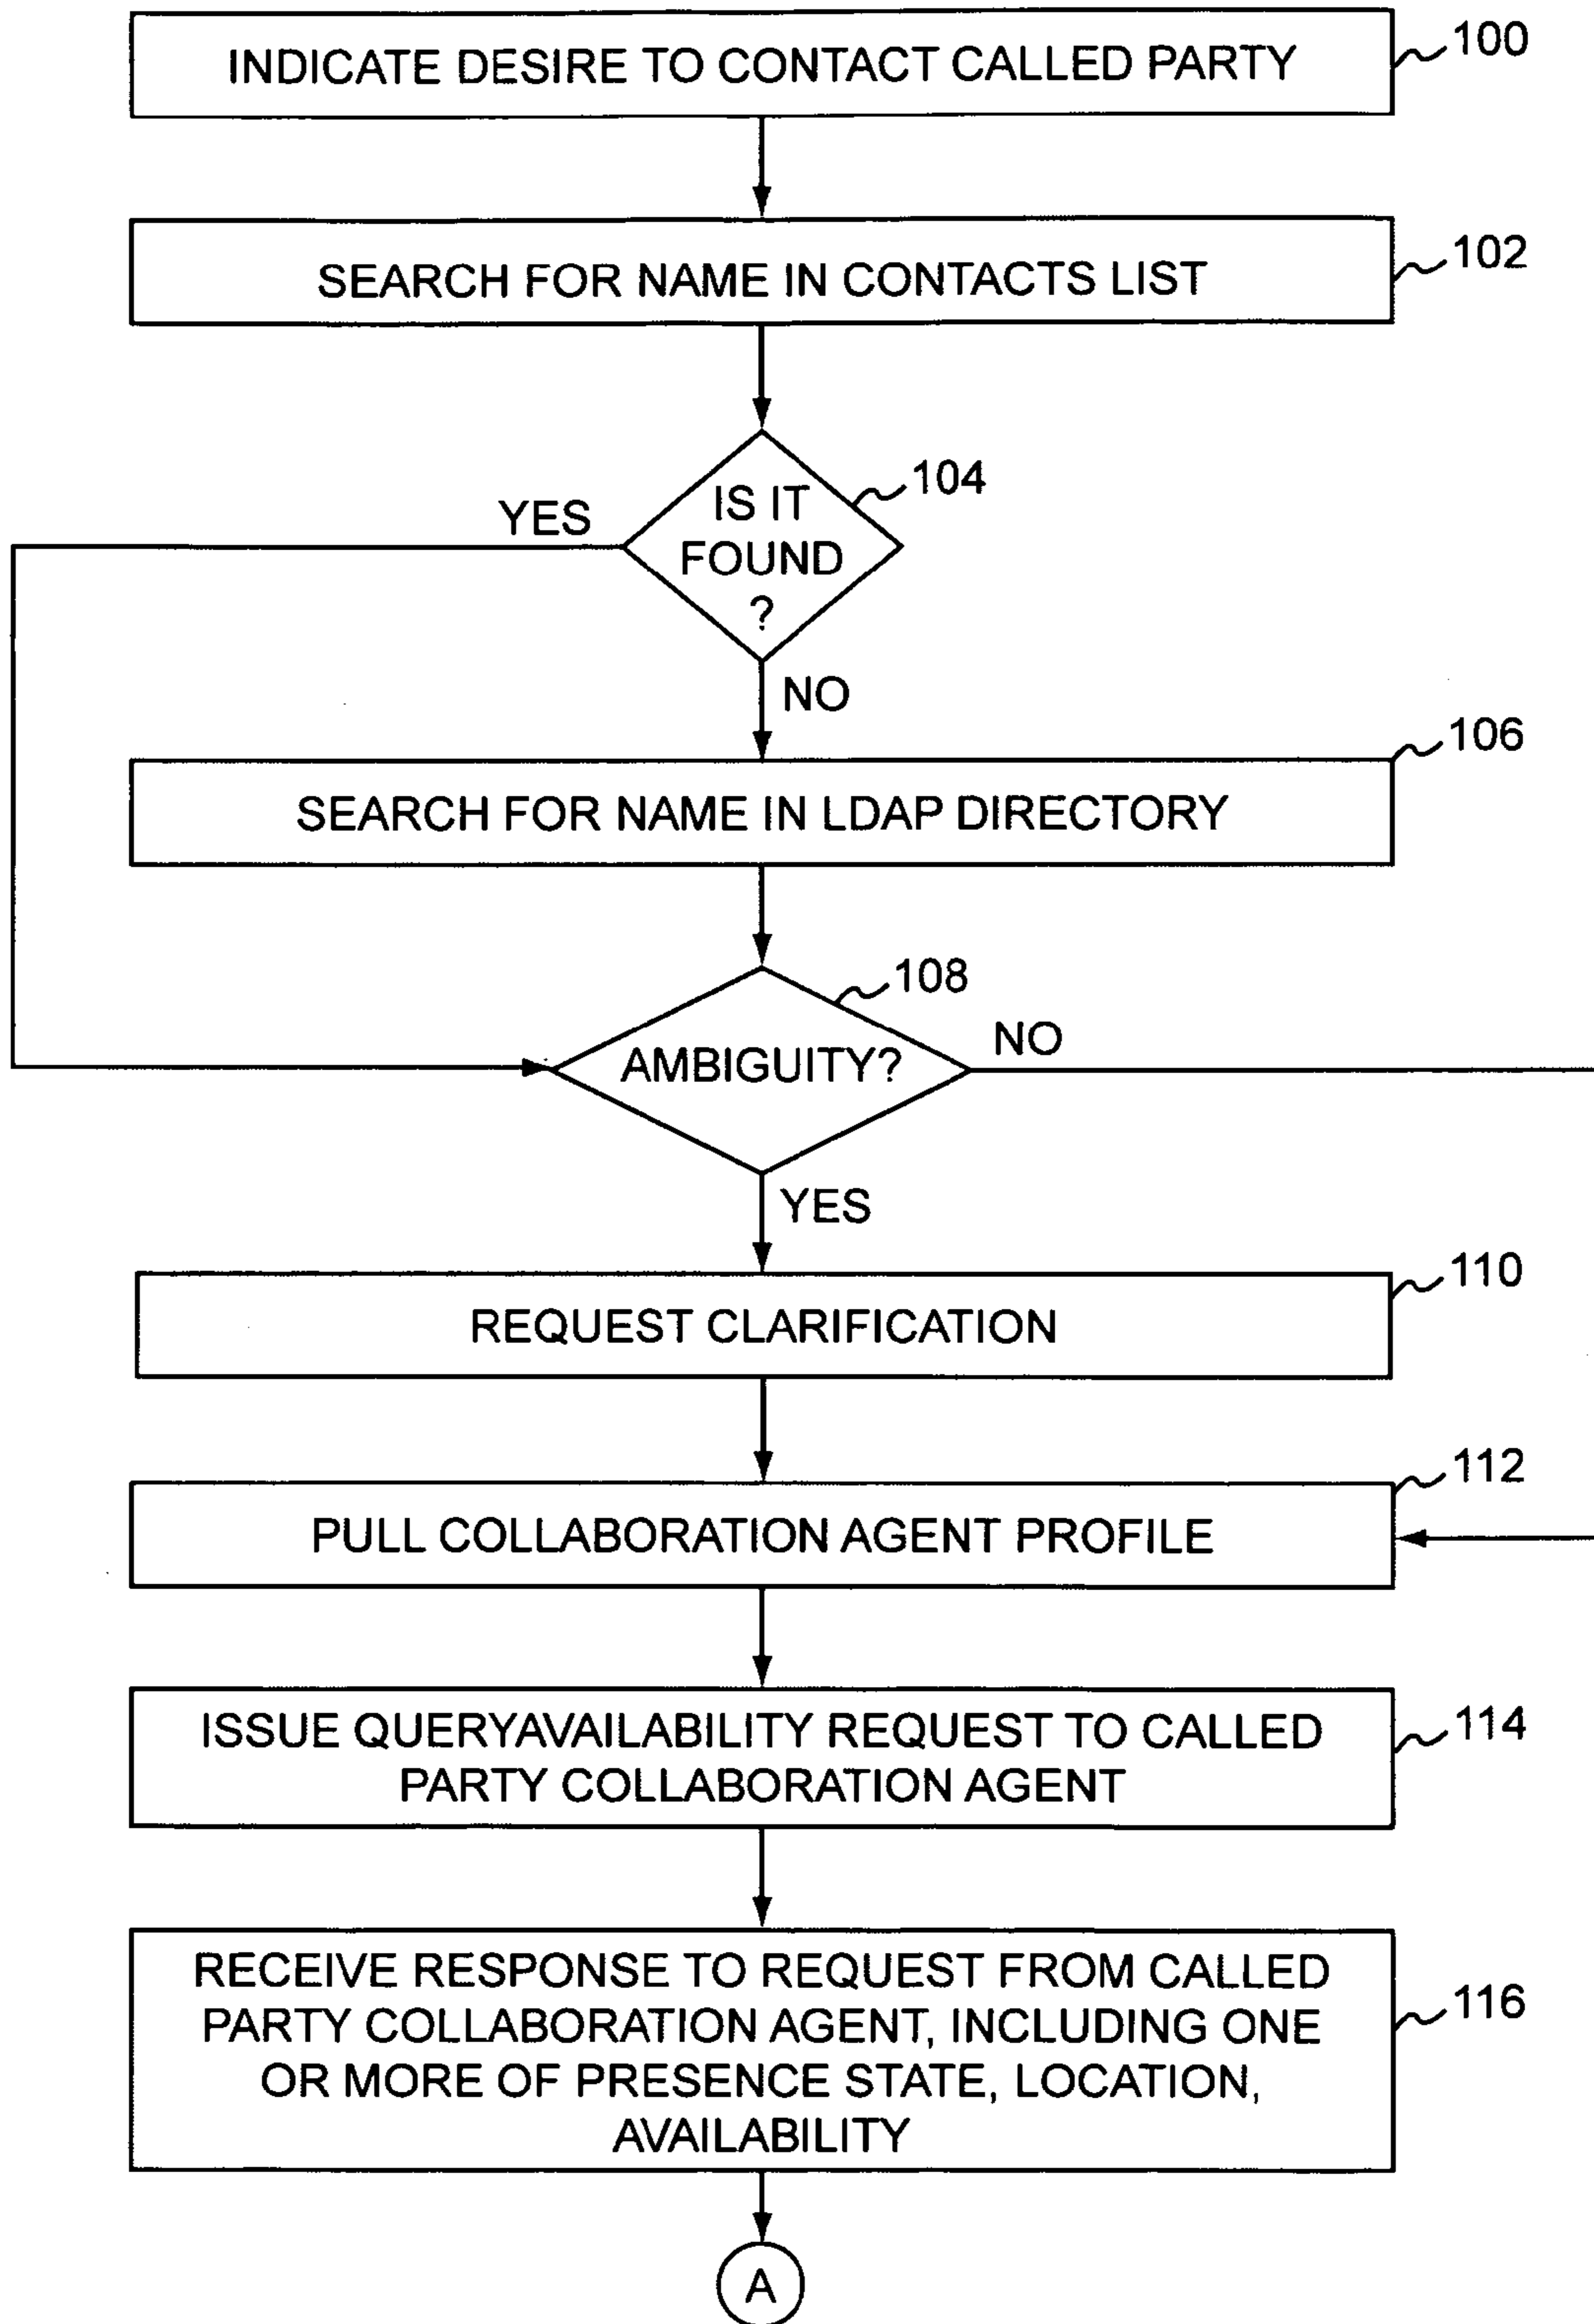 INDICATE DESIRE TO CONTACT CALLED PARTY
100
SEARCH FOR NAME IN CONTACTS LIST
102
IS IT
FOUND
?
104
YES
NO
SEARCH FOR NAME IN LDAP DIRECTORY
106
AMBIGUITY?
108
NO
YES
REQUEST CLARIFICATION
110
PULL COLLABORATION AGENT PROFILE
112
ISSUE QUERYAVAILABILITY REQUEST TO CALLED
PARTY COLLABORATION AGENT
114
RECEIVE RESPONSE TO REQUEST FROM CALLED
PARTY COLLABORATION AGENT, INCLUDING ONE
OR MORE OF PRESENCE STATE, LOCATION,
AVAILABILITY
116
A